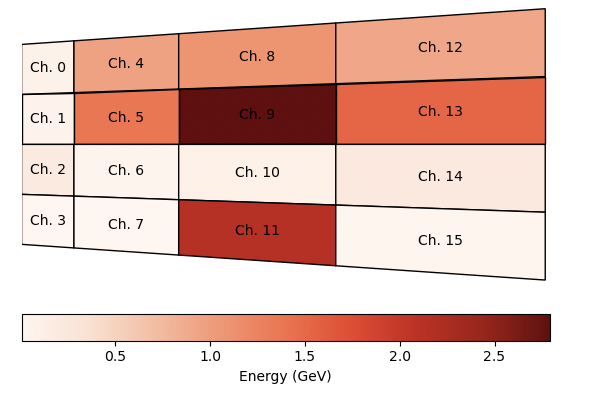 Ch. 0 Ch. 4 Ch. 8 Ch. 12
Ch. 1 Ch. 5 Ch. 9 Ch. 13
Ch. 2 Ch. 6 Ch. 10 Ch. 14
Ch. 3 Ch. 7 Ch. 11 Ch. 15
0.5 1.0 1.5 2.0 2.5
Energy (GeV)